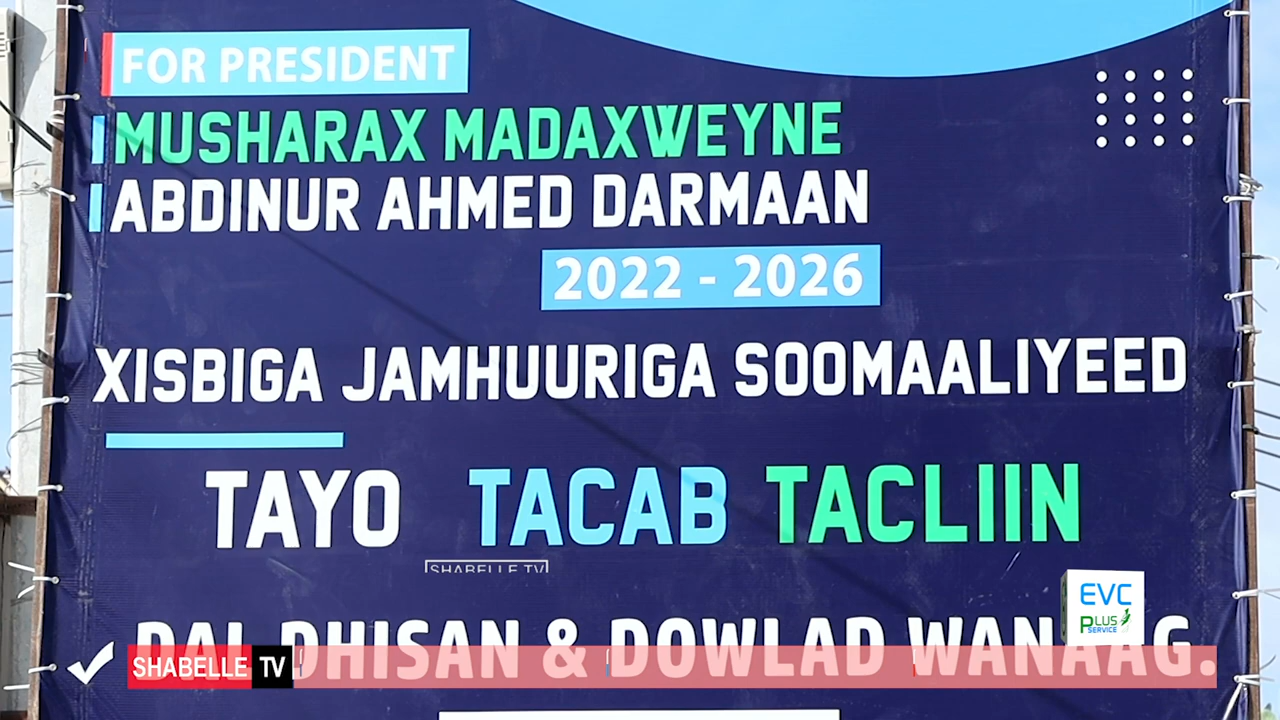 FOR PRESIDENT
MUSHARAX MADAXWEYNE
ABDINUR AHMED DARMAAN
2022 - 2026
XISBIGA JAMHUURIGA SOOMAALIYEED
TAYO TACAB TACLIIN
SHABELLE TV
EVC
PLUS
SERVICE
DAL DHISAN & DOWLAD WANAAG.
SHABELLE TV